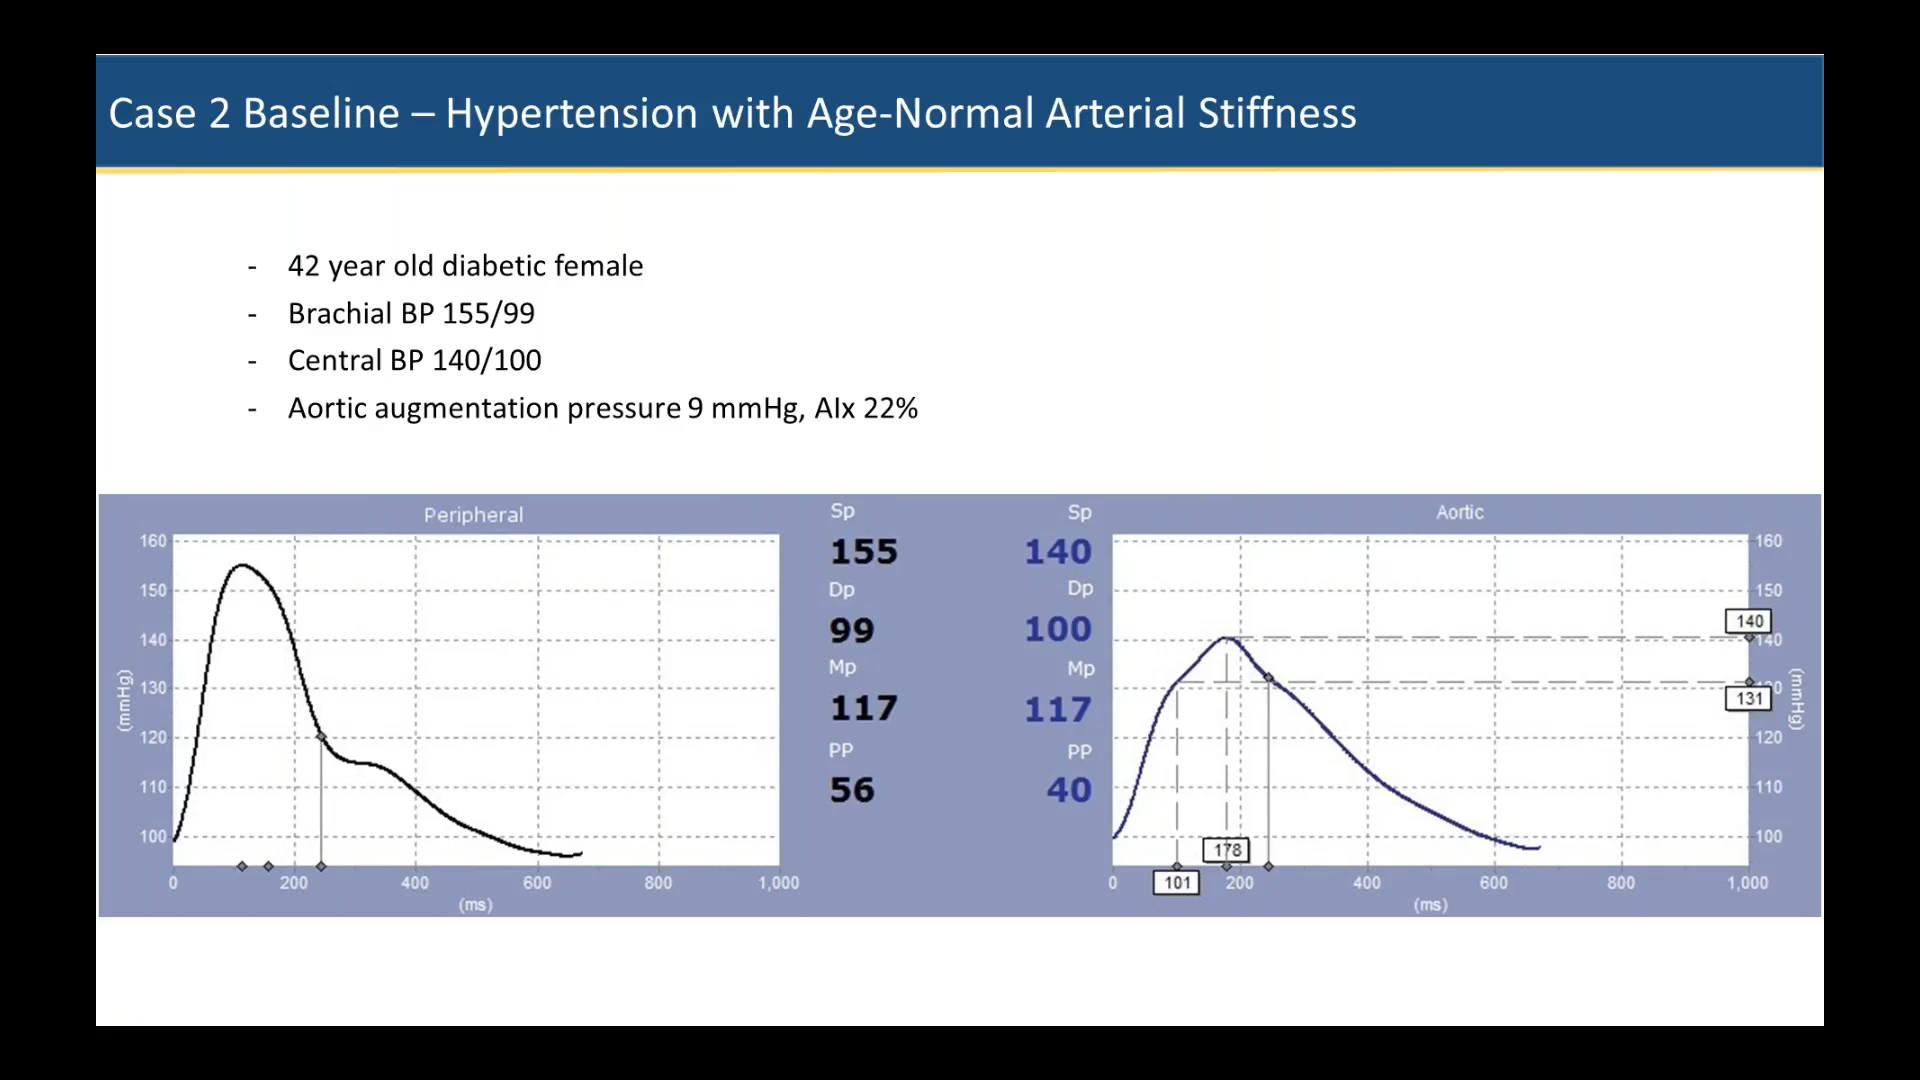 Case 2 Baseline – Hypertension with Age-Normal Arterial Stiffness
- 42 year old diabetic female
- Brachial BP 155/99
- Central BP 140/100
- Aortic augmentation pressure 9 mmHg, AIx 22%
Peripheral
160
150
140
130
120
110
100
(mmHg)
0 200 400 600 800 1,000
(ms)
Sp Sp
155 140
Dp Dp
99 100
Mp Mp
117 117
PP PP
56 40
Aortic
160
150
140
140
131
120
110
100
(mmHg)
178
101
0 200 400 600 800 1,000
(ms)